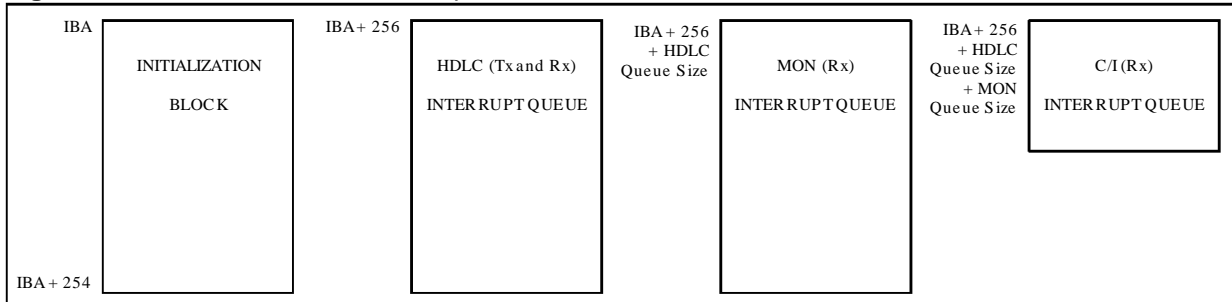 IBA
INITIALIZATION
BLOCK
IBA + 254
IBA + 256
HDLC (Tx and Rx)
INTERRUPT QUEUE
IBA + 256
+ HDLC
Queue Size
MON (Rx)
INTERRUPT QUEUE
IBA + 256
+ HDLC
Queue Size
+ MON
Queue Size
C/I (Rx)
INTERRUPT QUEUE